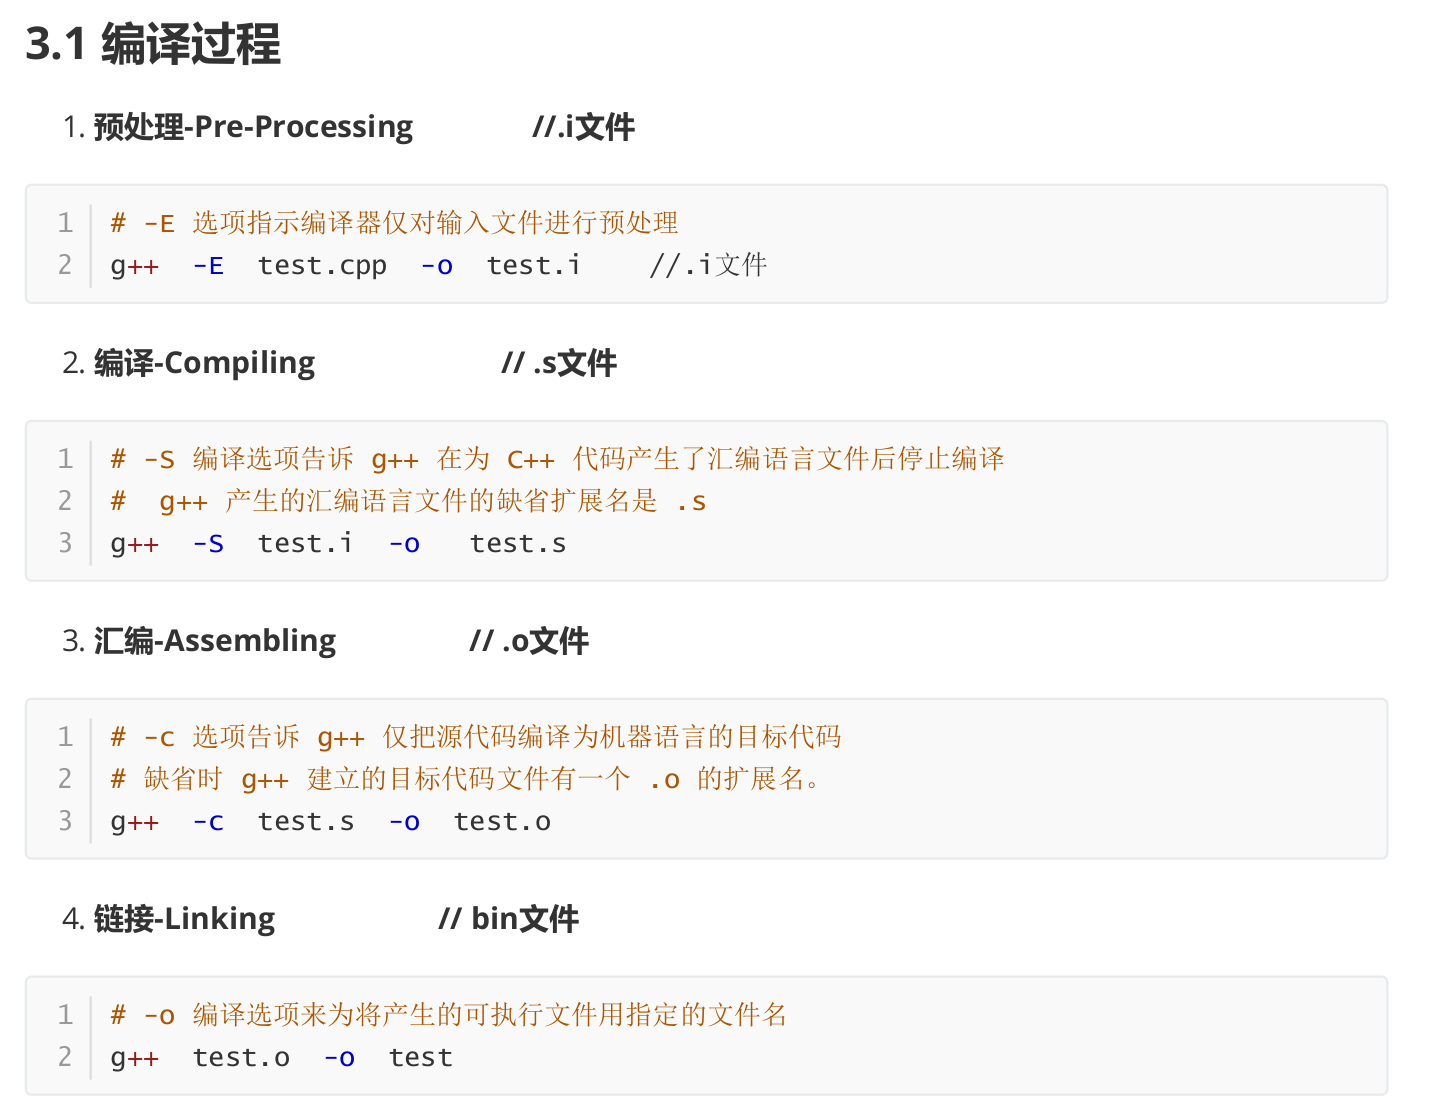 3.1 编译过程
1. 预处理-Pre-Processing //.i文件
1 # -E 选项指示编译器仅对输入文件进行预处理
2 g++ -E test.cpp -o test.i //.i文件
2. 编译-Compiling // .s文件
1 # -S 编译选项告诉 g++ 在为 C++ 代码产生了汇编语言文件后停止编译
2 # g++ 产生的汇编语言文件的缺省扩展名是 .s
3 g++ -S test.i -o test.s
3. 汇编-Assembling // .o文件
1 # -c 选项告诉 g++ 仅把源代码编译为机器语言的目标代码
2 # 缺省时 g++ 建立的目标代码文件有一个 .o 的扩展名。
3 g++ -c test.s -o test.o
4. 链接-Linking // bin文件
1 # -o 编译选项来为将产生的可执行文件用指定的文件名
2 g++ test.o -o test